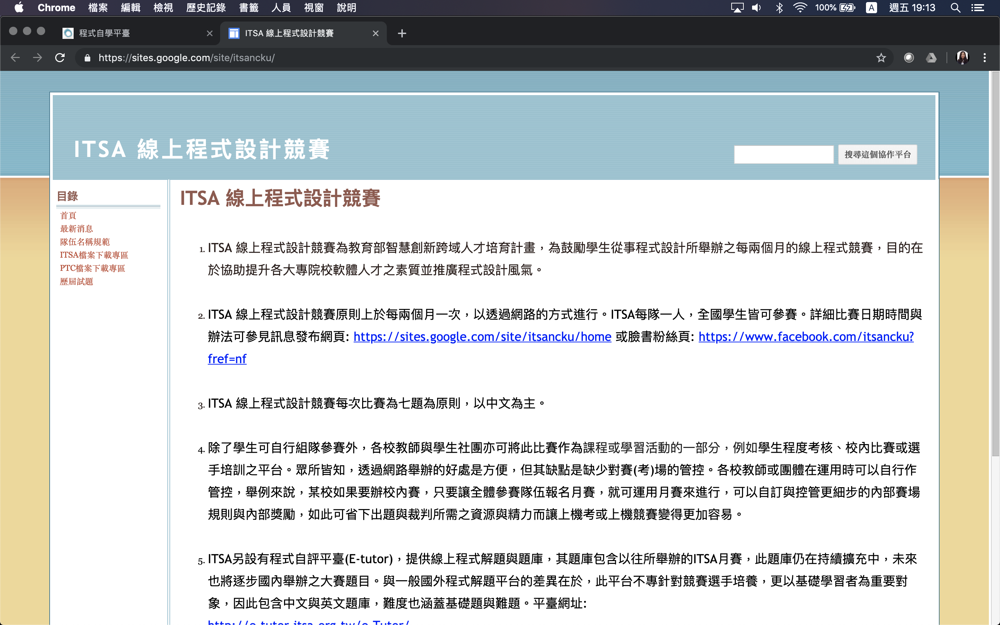 Chrome 檔案 編輯 檢視 歷史記錄 書籤 人員 視窗 說明 100% A 週五 19:13
程式自學平臺 ITSA 線上程式設計競賽
https://sites.google.com/site/itsancku/
ITSA 線上程式設計競賽
搜尋這個協作平台
目錄
首頁
最新消息
隊伍名稱規範
ITSA檔案下載專區
PTC檔案下載專區
歷屆試題
ITSA 線上程式設計競賽
1. ITSA 線上程式設計競賽為教育部智慧創新跨域人才培育計畫，為鼓勵學生從事程式設計所舉辦之每兩個月的線上程式競賽，目的在
於協助提升各大專院校軟體人才之素質並推廣程式設計風氣。
2. ITSA 線上程式設計競賽原則上於每兩個月一次，以透過網路的方式進行。ITSA每隊一人，全國學生皆可參賽。詳細比賽日期時間與
辦法可參見訊息發布網頁: https://sites.google.com/site/itsancku/home 或臉書粉絲頁: https://www.facebook.com/itsancku?
fref=nf
3. ITSA 線上程式設計競賽每次比賽為七題為原則，以中文為主。
4. 除了學生可自行組隊參賽外，各校教師與學生社團亦可將此比賽作為課程或學習活動的一部分，例如學生程度考核、校內比賽或選
手培訓之平台。眾所皆知，透過網路舉辦的好處是方便，但其缺點是缺少對賽(考)場的管控。各校教師或團體在運用時可以自行作
管控，舉例來說，某校如果要辦校內賽，只要讓全體參賽隊伍報名月賽，就可運用月賽來進行，可以自訂與控管更細步的內部賽場
規則與內部獎勵，如此可省下出題與裁判所需之資源與精力而讓上機考或上機競賽變得更加容易。
5. ITSA另設有程式自評平臺(E-tutor)，提供線上程式解題與題庫，其題庫包含以往所舉辦的ITSA月賽，此題庫仍在持續擴充中，未來
也將逐步國內舉辦之大賽題目。與一般國外程式解題平台的差異在於，此平台不專針對競賽選手培養，更以基礎學習者為重要對
象，因此包含中文與英文題庫，難度也涵蓋基礎題與難題。平臺網址:
http://e-tutor.itsa.org.tw/e-Tutor/